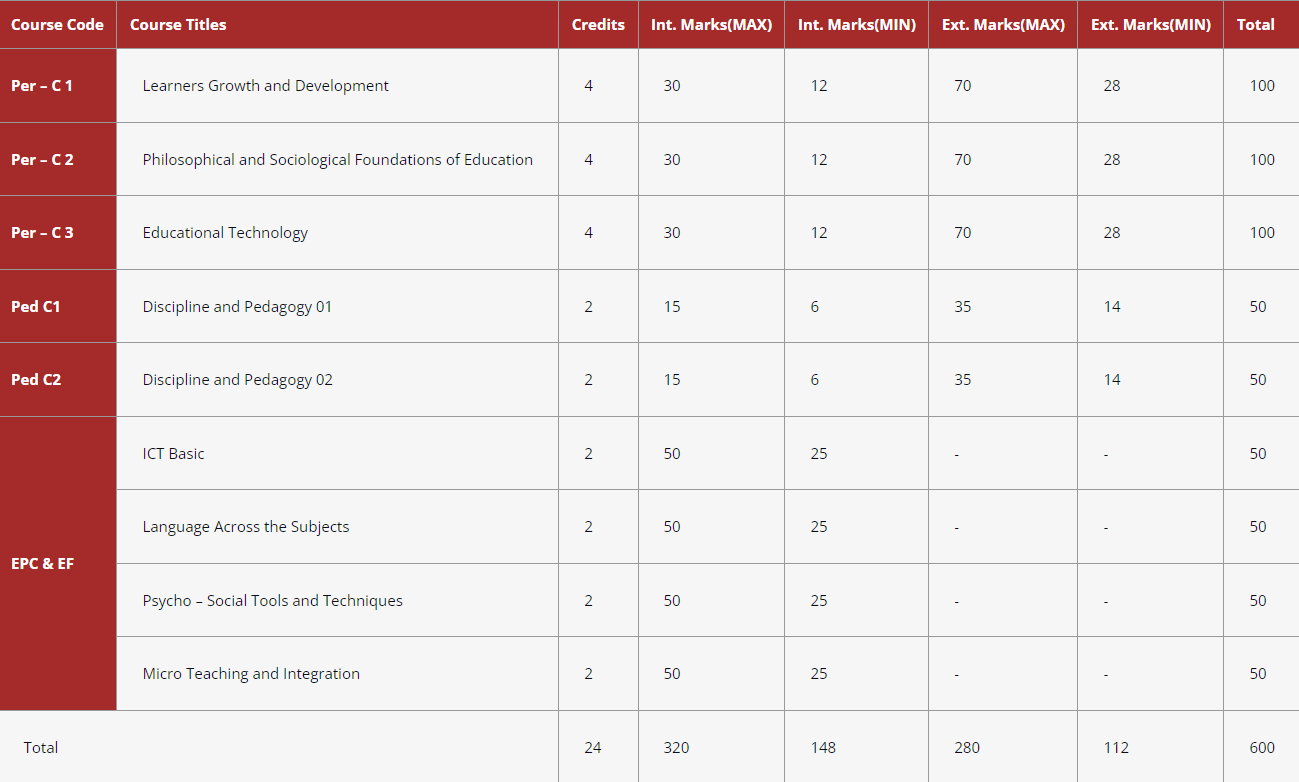 Course Code Course Titles Credits Int. Marks(MAX) Int. Marks(MIN) Ext. Marks(MAX) Ext. Marks(MIN) Total
Per – C 1 Learners Growth and Development 4 30 12 70 28 100
Per – C 2 Philosophical and Sociological Foundations of Education 4 30 12 70 28 100
Per – C 3 Educational Technology 4 30 12 70 28 100
Ped C1 Discipline and Pedagogy 01 2 15 6 35 14 50
Ped C2 Discipline and Pedagogy 02 2 15 6 35 14 50
EPC & EF
ICT Basic 2 50 25 - - 50
Language Across the Subjects 2 50 25 - - 50
Psycho – Social Tools and Techniques 2 50 25 - - 50
Micro Teaching and Integration 2 50 25 - - 50
Total 24 320 148 280 112 600